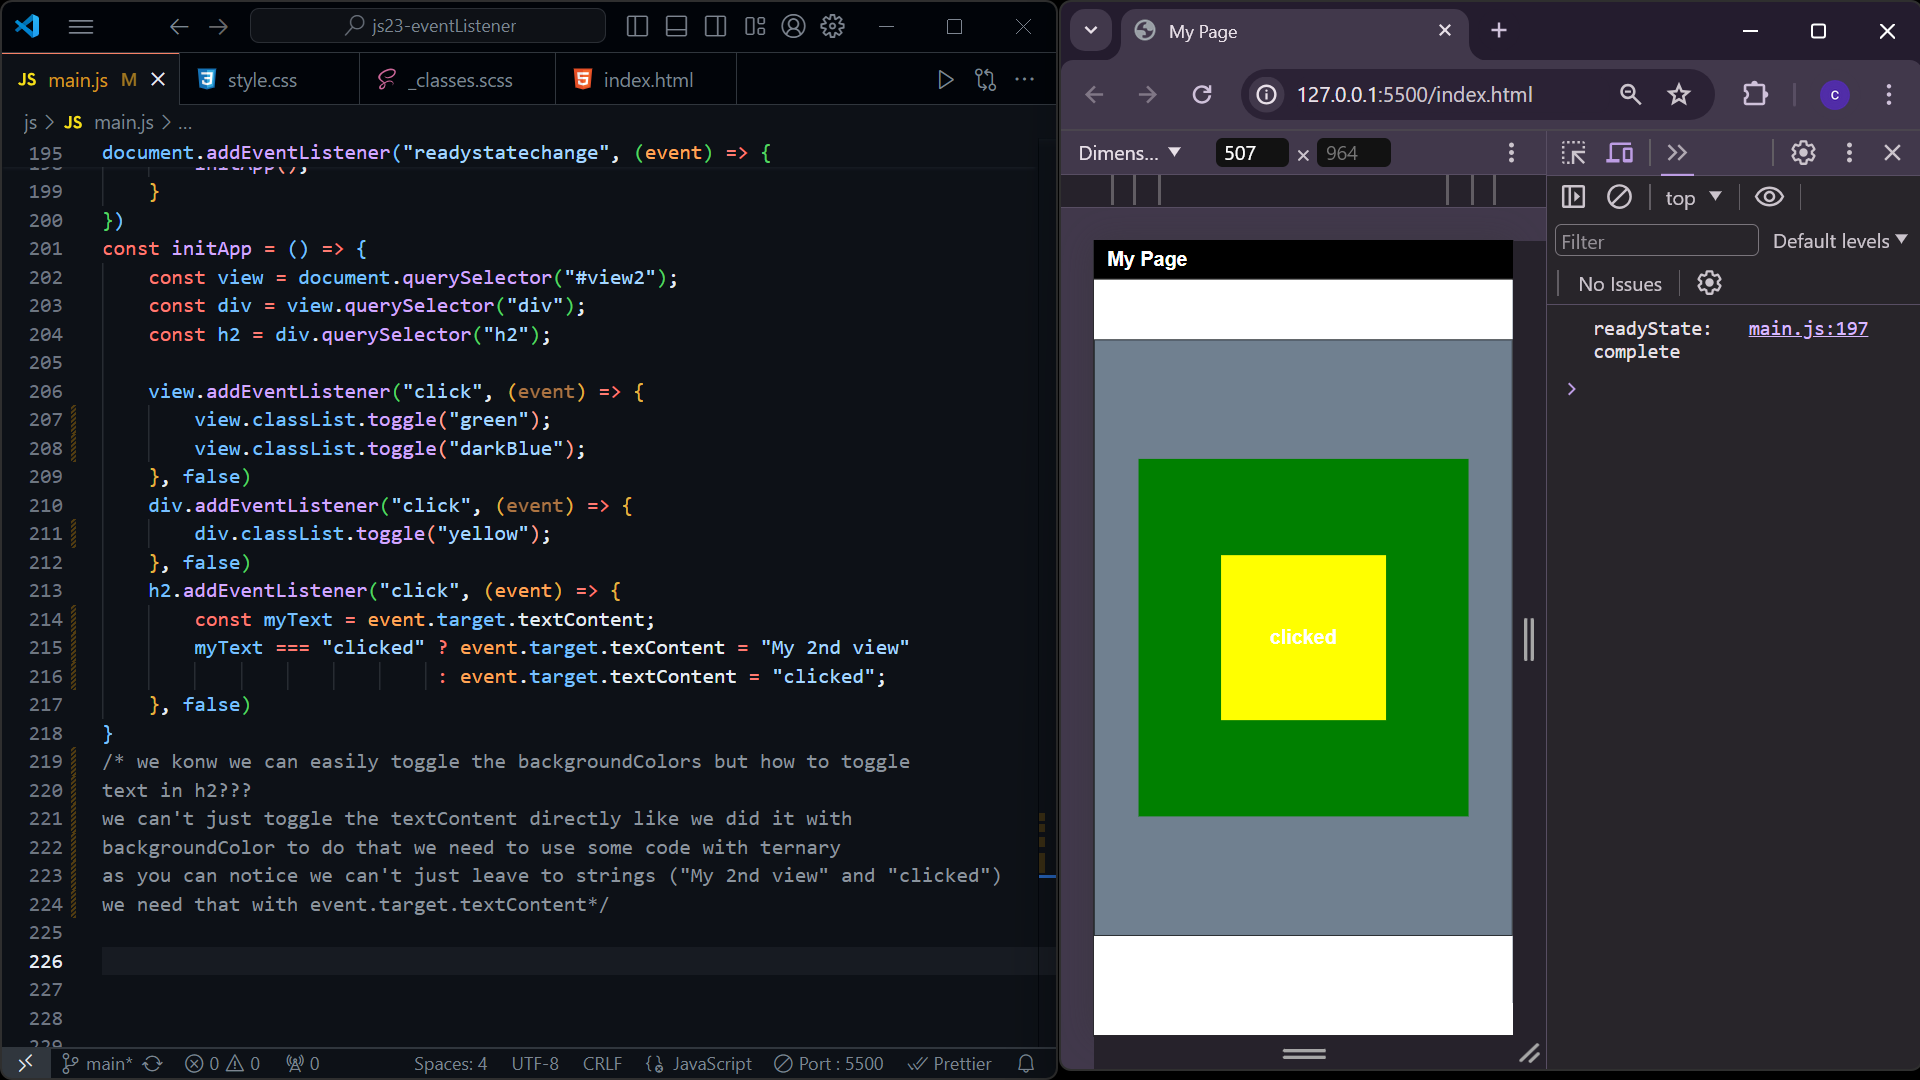 js23-eventListener
JS main.js M
style.css
_classes.scss
index.html
js > JS main.js > ...
195 document.addEventListener("readystatechange", (event) => {
198 initApp();
199 }
200 })
201 const initApp = () => {
202 const view = document.querySelector("#view2");
203 const div = view.querySelector("div");
204 const h2 = div.querySelector("h2");
205
206 view.addEventListener("click", (event) => {
207 view.classList.toggle("green");
208 view.classList.toggle("darkBlue");
209 }, false)
210 div.addEventListener("click", (event) => {
211 div.classList.toggle("yellow");
212 }, false)
213 h2.addEventListener("click", (event) => {
214 const myText = event.target.textContent;
215 myText === "clicked" ? event.target.texContent = "My 2nd view"
216 : event.target.textContent = "clicked";
217 }, false)
218 }
219 /* we konw we can easily toggle the backgroundColors but how to toggle
220 text in h2???
221 we can't just toggle the textContent directly like we did it with
222 backgroundColor to do that we need to use some code with ternary
223 as you can notice we can't just leave to strings ("My 2nd view" and "clicked")
224 we need that with event.target.textContent*/
225
226
227
228
229
main* 0 0 0 Spaces: 4 UTF-8 CRLF {} JavaScript Port : 5500 Prettier
My Page
127.0.0.1:5500/index.html
c
Dimens... 507 × 964
top
Filter Default levels
No Issues
readyState: main.js:197
complete
My Page
clicked